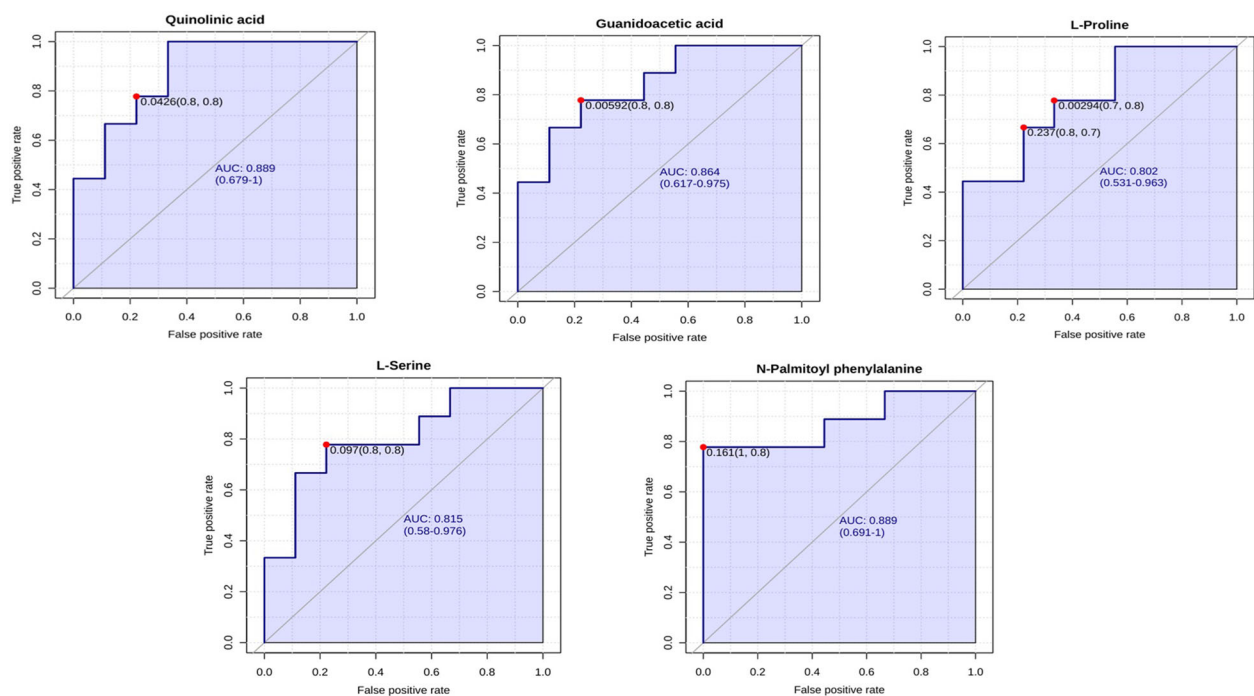 Quinolinic acid
True positive rate
1.0
0.8
0.6
0.4
0.2
0.0
0.0426(0.8, 0.8)
AUC: 0.889
(0.679-1)
0.0 0.2 0.4 0.6 0.8 1.0
False positive rate
Guanidoacetic acid
True positive rate
1.0
0.8
0.6
0.4
0.2
0.0
0.00592(0.8, 0.8)
AUC: 0.864
(0.617-0.975)
0.0 0.2 0.4 0.6 0.8 1.0
False positive rate
L-Proline
True positive rate
1.0
0.8
0.6
0.4
0.2
0.0
0.00294(0.7, 0.8)
0.237(0.8, 0.7)
AUC: 0.802
(0.531-0.963)
0.0 0.2 0.4 0.6 0.8 1.0
False positive rate
L-Serine
True positive rate
1.0
0.8
0.6
0.4
0.2
0.0
0.097(0.8, 0.8)
AUC: 0.815
(0.58-0.976)
0.0 0.2 0.4 0.6 0.8 1.0
False positive rate
N-Palmitoyl phenylalanine
True positive rate
1.0
0.8
0.6
0.4
0.2
0.0
0.161(1, 0.8)
AUC: 0.889
(0.691-1)
0.0 0.2 0.4 0.6 0.8 1.0
False positive rate